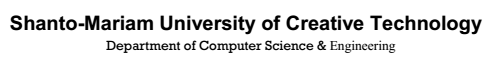 Shanto-Mariam University of Creative Technology
Department of Computer Science & Engineering